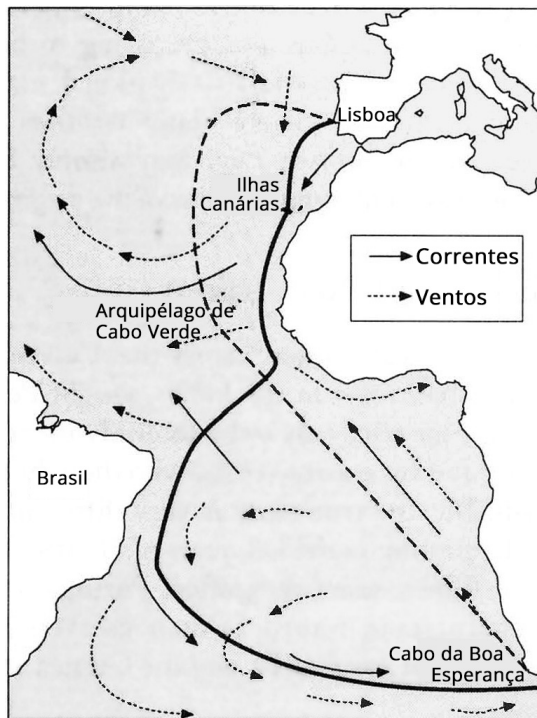 Lisboa
Ilhas
Canárias
Correntes
Ventos
Arquipélago de
Cabo Verde
Brasil
Cabo da Boa
Esperança